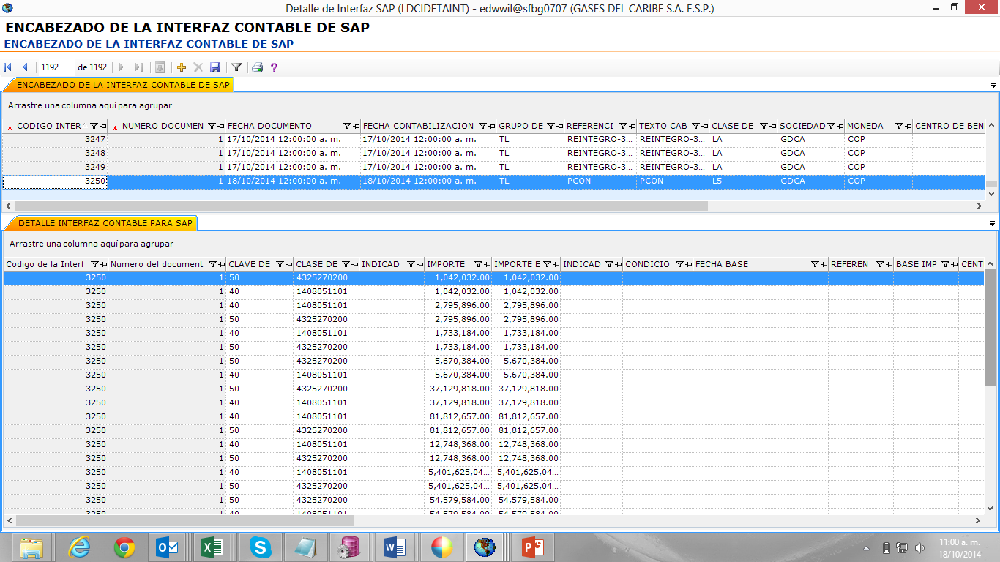 Detalle de Interfaz SAP (LDCIDETAINT) - edwwil@sfbg0707 (GASES DEL CARIBE S.A. E.S.P.)
ENCABEZADO DE LA INTERFAZ CONTABLE DE SAP
ENCABEZADO DE LA INTERFAZ CONTABLE DE SAP
1192 de 1192
ENCABEZADO DE LA INTERFAZ CONTABLE DE SAP
Arrastre una columna aquí para agrupar
CODIGO INTER NUMERO DOCUMEN FECHA DOCUMENTO FECHA CONTABILIZACION GRUPO DE REFERENCI TEXTO CAB CLASE DE SOCIEDAD MONEDA CENTRO DE BENI
3247 1 17/10/2014 12:00:00 a. m. 17/10/2014 12:00:00 a. m. TL REINTEGRO-3... REINTEGRO-3... LA GDCA COP
3248 1 17/10/2014 12:00:00 a. m. 17/10/2014 12:00:00 a. m. TL REINTEGRO-3... REINTEGRO-3... LA GDCA COP
3249 1 17/10/2014 12:00:00 a. m. 17/10/2014 12:00:00 a. m. TL REINTEGRO-3... REINTEGRO-3... LA GDCA COP
3250 1 18/10/2014 12:00:00 a. m. 18/10/2014 12:00:00 a. m. TL PCON PCON L5 GDCA COP
DETALLE INTERFAZ CONTABLE PARA SAP
Arrastre una columna aquí para agrupar
Codigo de la Interf Numero del document CLAVE DE CLASE DE INDICAD IMPORTE IMPORTE E INDICAD CONDICIO FECHA BASE REFEREN BASE IMP CENT
3250 1 50 4325270200 1,042,032.00 1,042,032.00
3250 1 40 1408051101 1,042,032.00 1,042,032.00
3250 1 40 1408051101 2,795,896.00 2,795,896.00
3250 1 50 4325270200 2,795,896.00 2,795,896.00
3250 1 40 1408051101 1,733,184.00 1,733,184.00
3250 1 50 4325270200 1,733,184.00 1,733,184.00
3250 1 50 4325270200 5,670,384.00 5,670,384.00
3250 1 40 1408051101 5,670,384.00 5,670,384.00
3250 1 50 4325270200 37,129,818.00 37,129,818.00
3250 1 40 1408051101 37,129,818.00 37,129,818.00
3250 1 40 1408051101 81,812,657.00 81,812,657.00
3250 1 50 4325270200 81,812,657.00 81,812,657.00
3250 1 40 1408051101 12,748,368.00 12,748,368.00
3250 1 50 4325270200 12,748,368.00 12,748,368.00
3250 1 40 1408051101 5,401,625,04... 5,401,625,04...
3250 1 50 4325270200 5,401,625,04... 5,401,625,04...
3250 1 50 4325270200 54,579,584.00 54,579,584.00
3250 1 40 1408051101 54,579,584.00 54,579,584.00
11:00 a. m.
18/10/2014